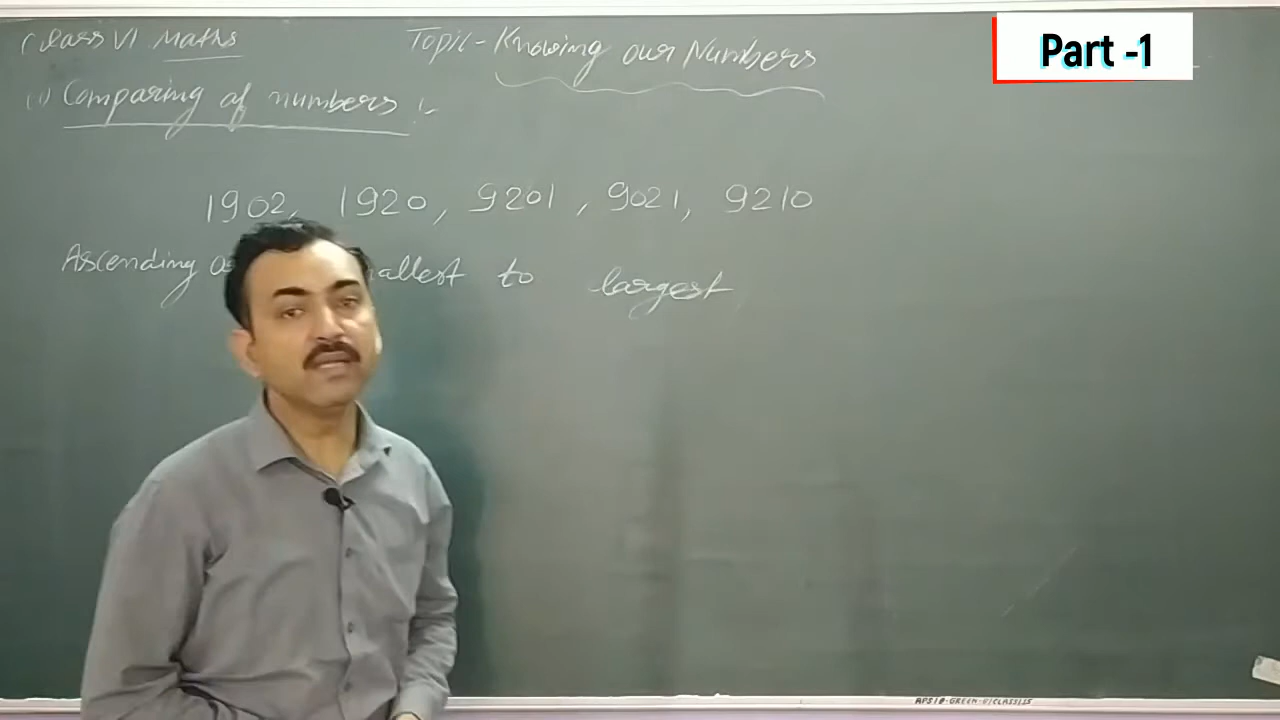 Class VI Maths Topic - Knowing our Numbers
Part -1
(i) Comparing of numbers :-
1902, 1920, 9201, 9021, 9210
Ascending allest to largest